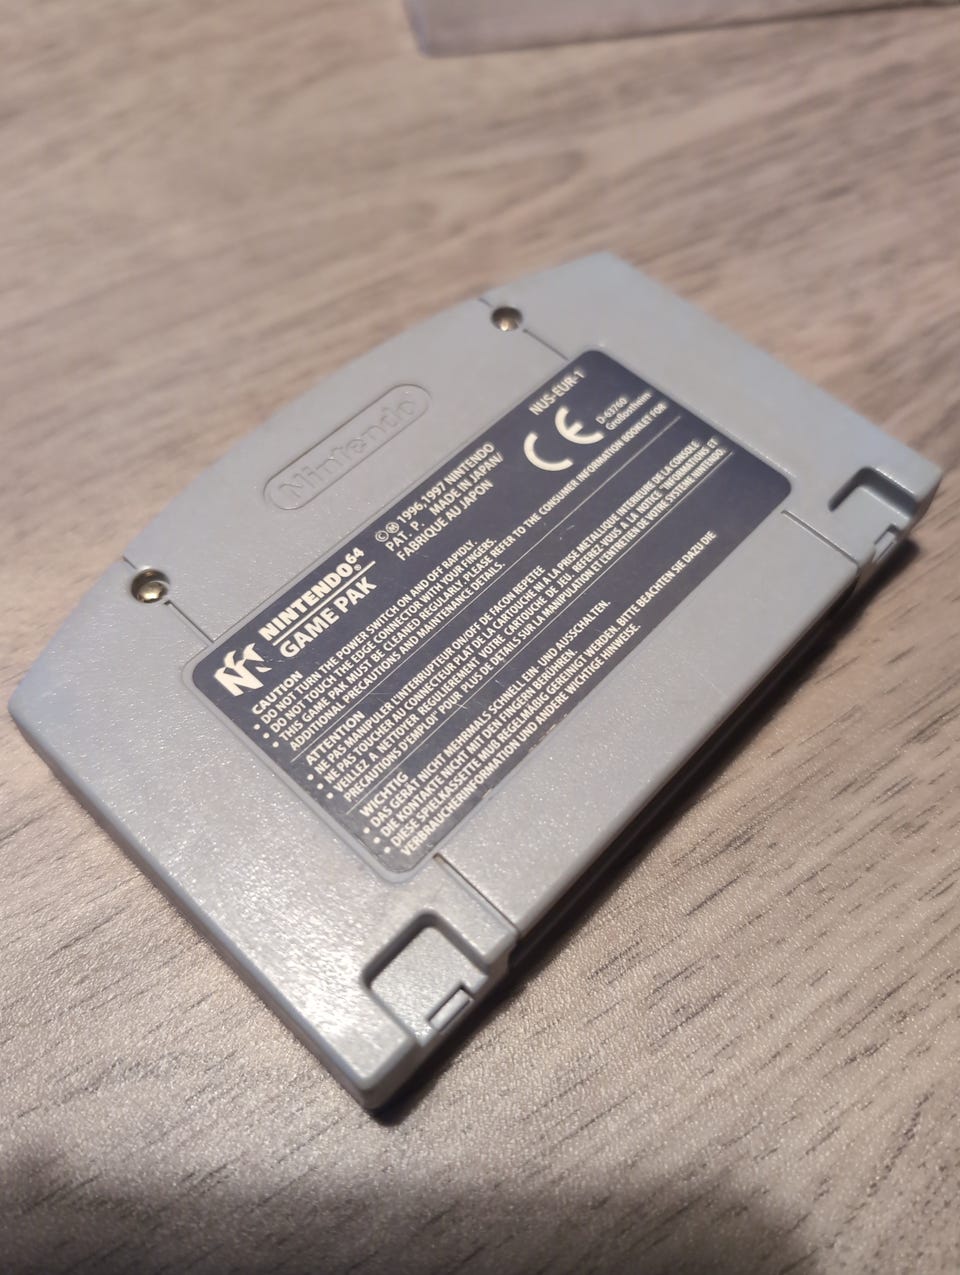 Nintendo
NINTENDO64
GAME PAK
©Ⓜ 1996,1997 NINTENDO
PAT. P. MADE IN JAPAN/
FABRIQUE AU JAPON
NUS-EUR-1
CE
D-63760
Großostheim
CAUTION
• DO NOT TURN THE POWER SWITCH ON AND OFF RAPIDLY.
• DO NOT TOUCH THE EDGE CONNECTOR WITH YOUR FINGERS.
• THE GAME PAK MUST BE CLEANED REGULARLY. PLEASE REFER TO THE CONSUMER INFORMATION BOOKLET FOR
ADDITIONAL PRECAUTIONS AND MAINTENANCE DETAILS.
ATTENTION
• NE PAS MANIPULER L'INTERRUPTEUR ON/OFF DE FACON REPETEE
• NE PAS TOUCHER AU CONNECTEUR PLAT DE LA CARTOUCHE NI A LA PRISE METALLIQUE INTERIEURE DE LA CONSOLE
• VEILLEZ A NETTOYER REGULIEREMENT VOTRE CARTOUCHE DE JEU. REFEREZ-VOUS A LA NOTICE "INFORMATIONS ET
PRECAUTIONS D'EMPLOI" POUR PLUS DE DETAILS SUR LA MANIPULATION ET L'ENTRETIEN DE VOTRE SYSTEME NINTENDO.
WICHTIG
• DAS GERÄT NICHT MEHRMALS SCHNELL EIN- UND AUSSCHALTEN.
• DIE KONTAKTE NICHT MIT DEN FINGERN BERÜHREN.
• DIESE SPIELKASSETTE MUß REGELMÄßIG GEREINIGT WERDEN, BITTE BEACHTEN SIE DAZU DIE
VERBRAUCHERINFORMATION UND ANDERE WICHTIGE HINWEISE.